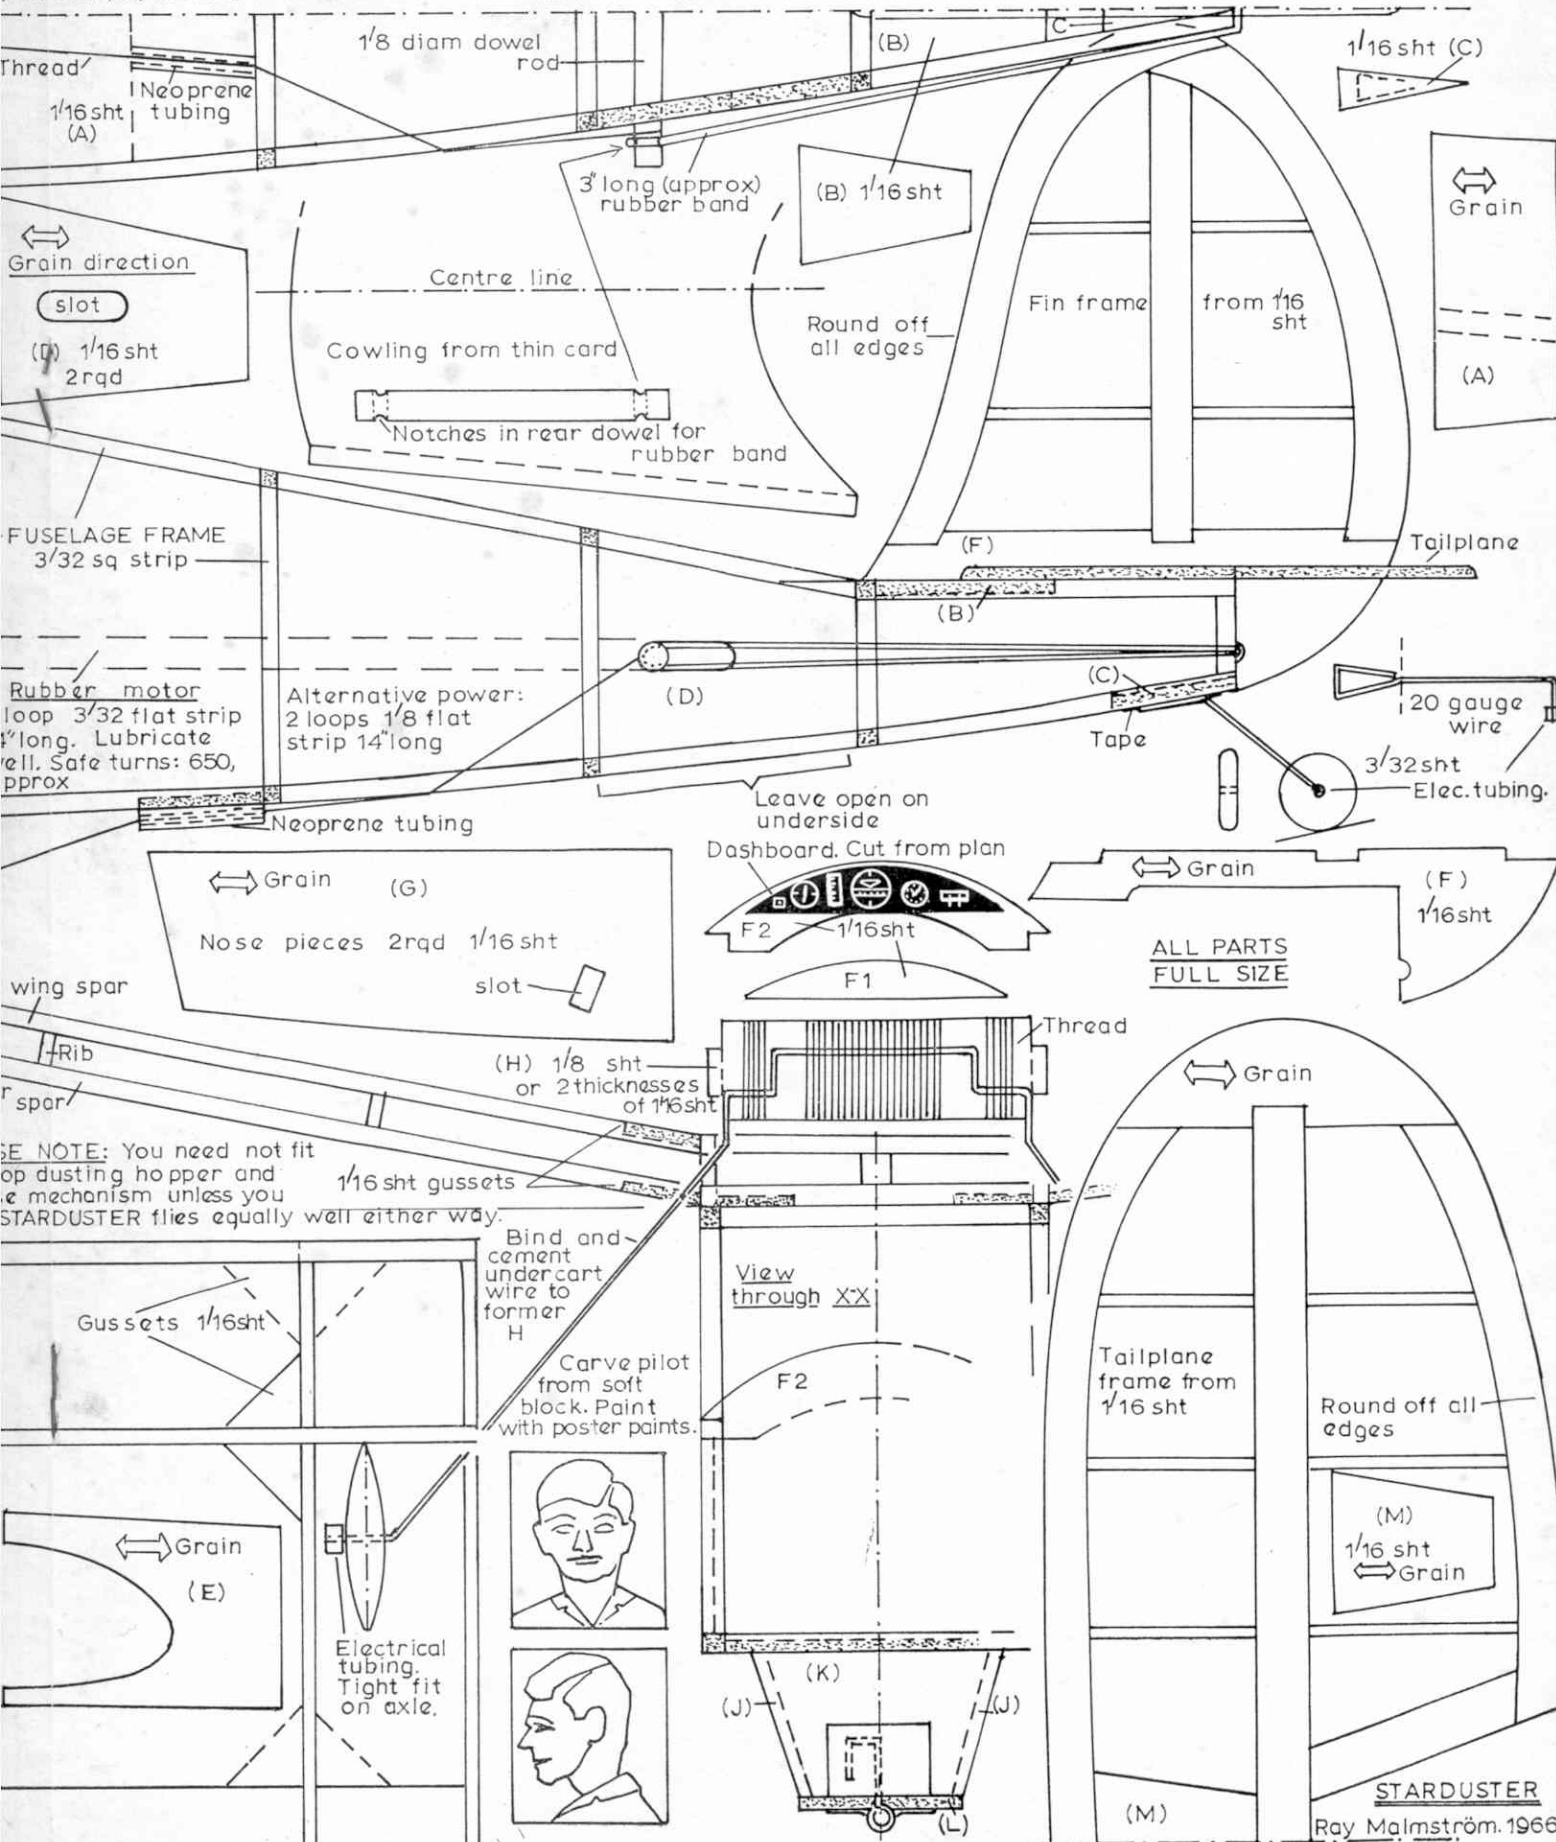 1/8 diam dowel
rod
(B)
C
1/16 sht (C)
Thread
Neoprene
tubing
1/16 sht
(A)
3" long (approx)
rubber band
(B) 1/16 sht
Grain
(A)
Grain direction
slot
(D) 1/16 sht
2 rqd
Centre line
Cowling from thin card
Notches in rear dowel for
rubber band
Round off
all edges
Fin frame from 1/16
sht
FUSELAGE FRAME
3/32 sq strip
(F)
Tailplane
(B)
Rubber motor
loop 3/32 flat strip
4" long. Lubricate
ell. Safe turns: 650,
pprox
Alternative power:
2 loops 1/8 flat
strip 14" long
(D)
(C)
Tape
20 gauge
wire
3/32 sht
Elec. tubing.
Neoprene tubing
Leave open on
underside
Dashboard. Cut from plan
F2
1/16 sht
F1
Grain
(G)
Nose pieces 2rqd 1/16 sht
slot
Grain
(F)
1/16 sht
ALL PARTS
FULL SIZE
wing spar
Rib
r spar
(H) 1/8 sht
or 2 thicknesses
of 1/16 sht
Thread
Grain
SE NOTE: You need not fit
op dusting hopper and
e mechanism unless you
STARDUSTER flies equally well either way.
1/16 sht gussets
Bind and
cement
undercart
wire to
former
H
View
through X-X
F2
Gussets 1/16 sht
Carve pilot
from soft
block. Paint
with poster paints.
Tailplane
frame from
1/16 sht
Round off all
edges
(M)
1/16 sht
Grain
Grain
(E)
Electrical
tubing.
Tight fit
on axle.
(K)
(J)
(J)
(L)
(M)
STARDUSTER
Ray Malmström. 1966